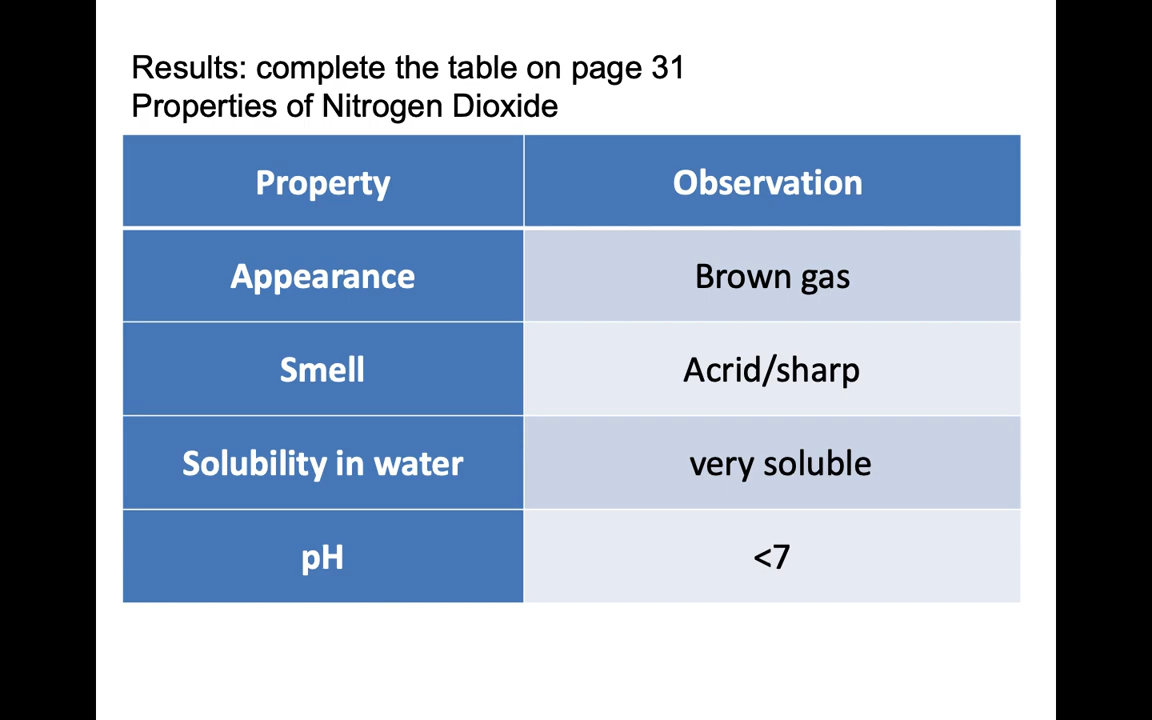 Results: complete the table on page 31
Properties of Nitrogen Dioxide
Property Observation
Appearance Brown gas
Smell Acrid/sharp
Solubility in water very soluble
pH <7